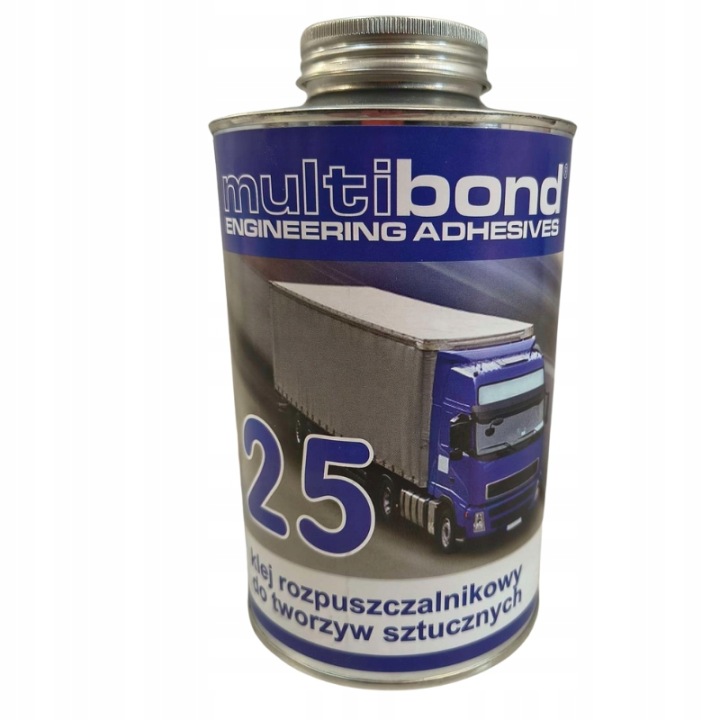 multibond®
ENGINEERING ADHESIVES
25
klej rozpuszczalnikowy
do tworzyw sztucznych